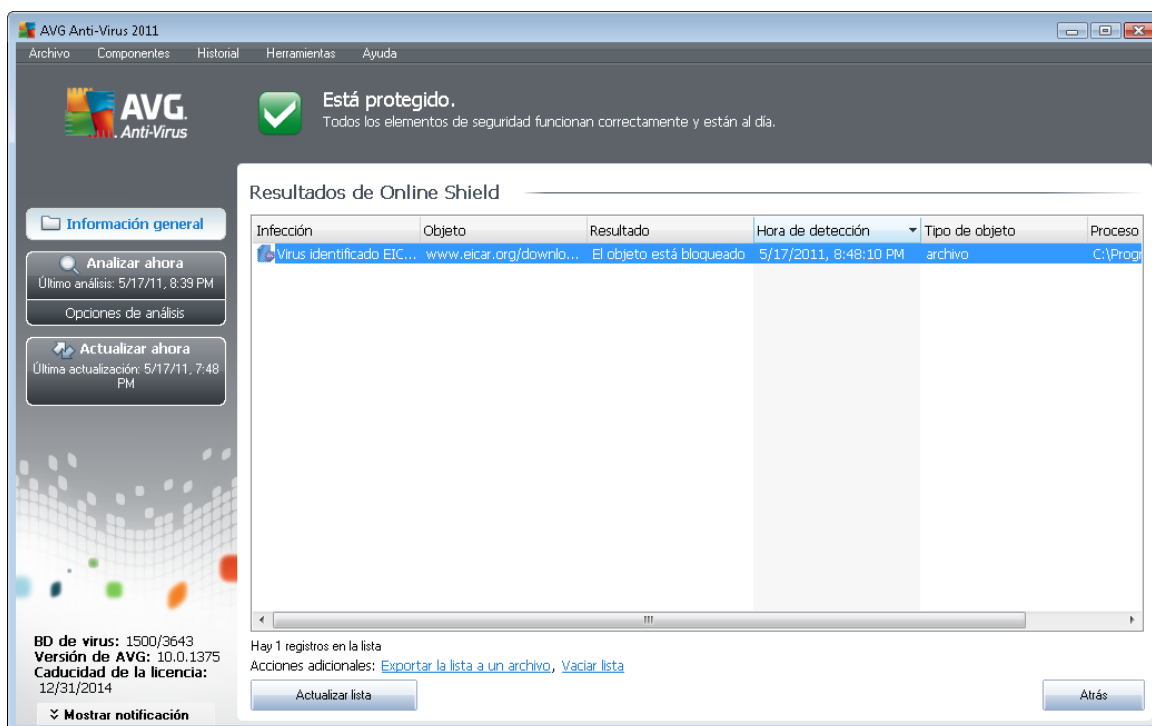 AVG Anti-Virus 2011
Archivo Componentes Historial Herramientas Ayuda
AVG.
Anti-Virus
Está protegido.
Todos los elementos de seguridad funcionan correctamente y están al día.
Información general
Analizar ahora
Último análisis: 5/17/11, 8:39 PM
Opciones de análisis
Actualizar ahora
Última actualización: 5/17/11, 7:48
PM
BD de virus: 1500/3643
Versión de AVG: 10.0.1375
Caducidad de la licencia:
12/31/2014
Mostrar notificación
Resultados de Online Shield
Infección Objeto Resultado Hora de detección Tipo de objeto Proceso
Virus identificado EIC... www.eicar.org/downlo... El objeto está bloqueado 5/17/2011, 8:48:10 PM archivo C:\Progr
Hay 1 registros en la lista
Acciones adicionales: Exportar la lista a un archivo, Vaciar lista
Actualizar lista
Atrás